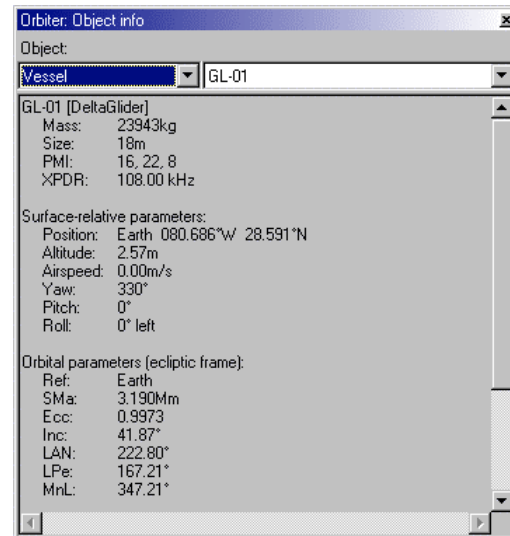 Orbiter: Object info
Object:
Vessel GL-01
GL-01 [DeltaGlider]
Mass: 23943kg
Size: 18m
PMI: 16, 22, 8
XPDR: 108.00 kHz
Surface-relative parameters:
Position: Earth 080.686°W 28.591°N
Altitude: 2.57m
Airspeed: 0.00m/s
Yaw: 330°
Pitch: 0°
Roll: 0° left
Orbital parameters (ecliptic frame):
Ref: Earth
SMa: 3.190Mm
Ecc: 0.9973
Inc: 41.87°
LAN: 222.80°
LPe: 167.21°
MnL: 347.21°